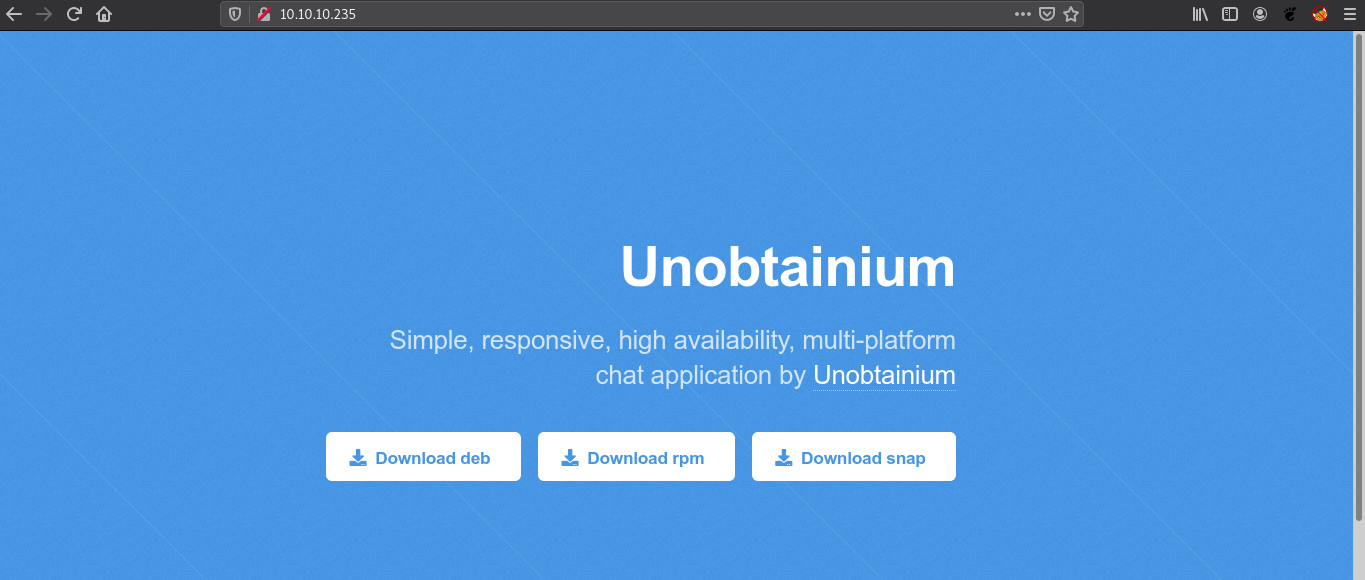 10.10.10.235
Unobtainium
Simple, responsive, high availability, multi-platform
chat application by Unobtainium
Download deb
Download rpm
Download snap